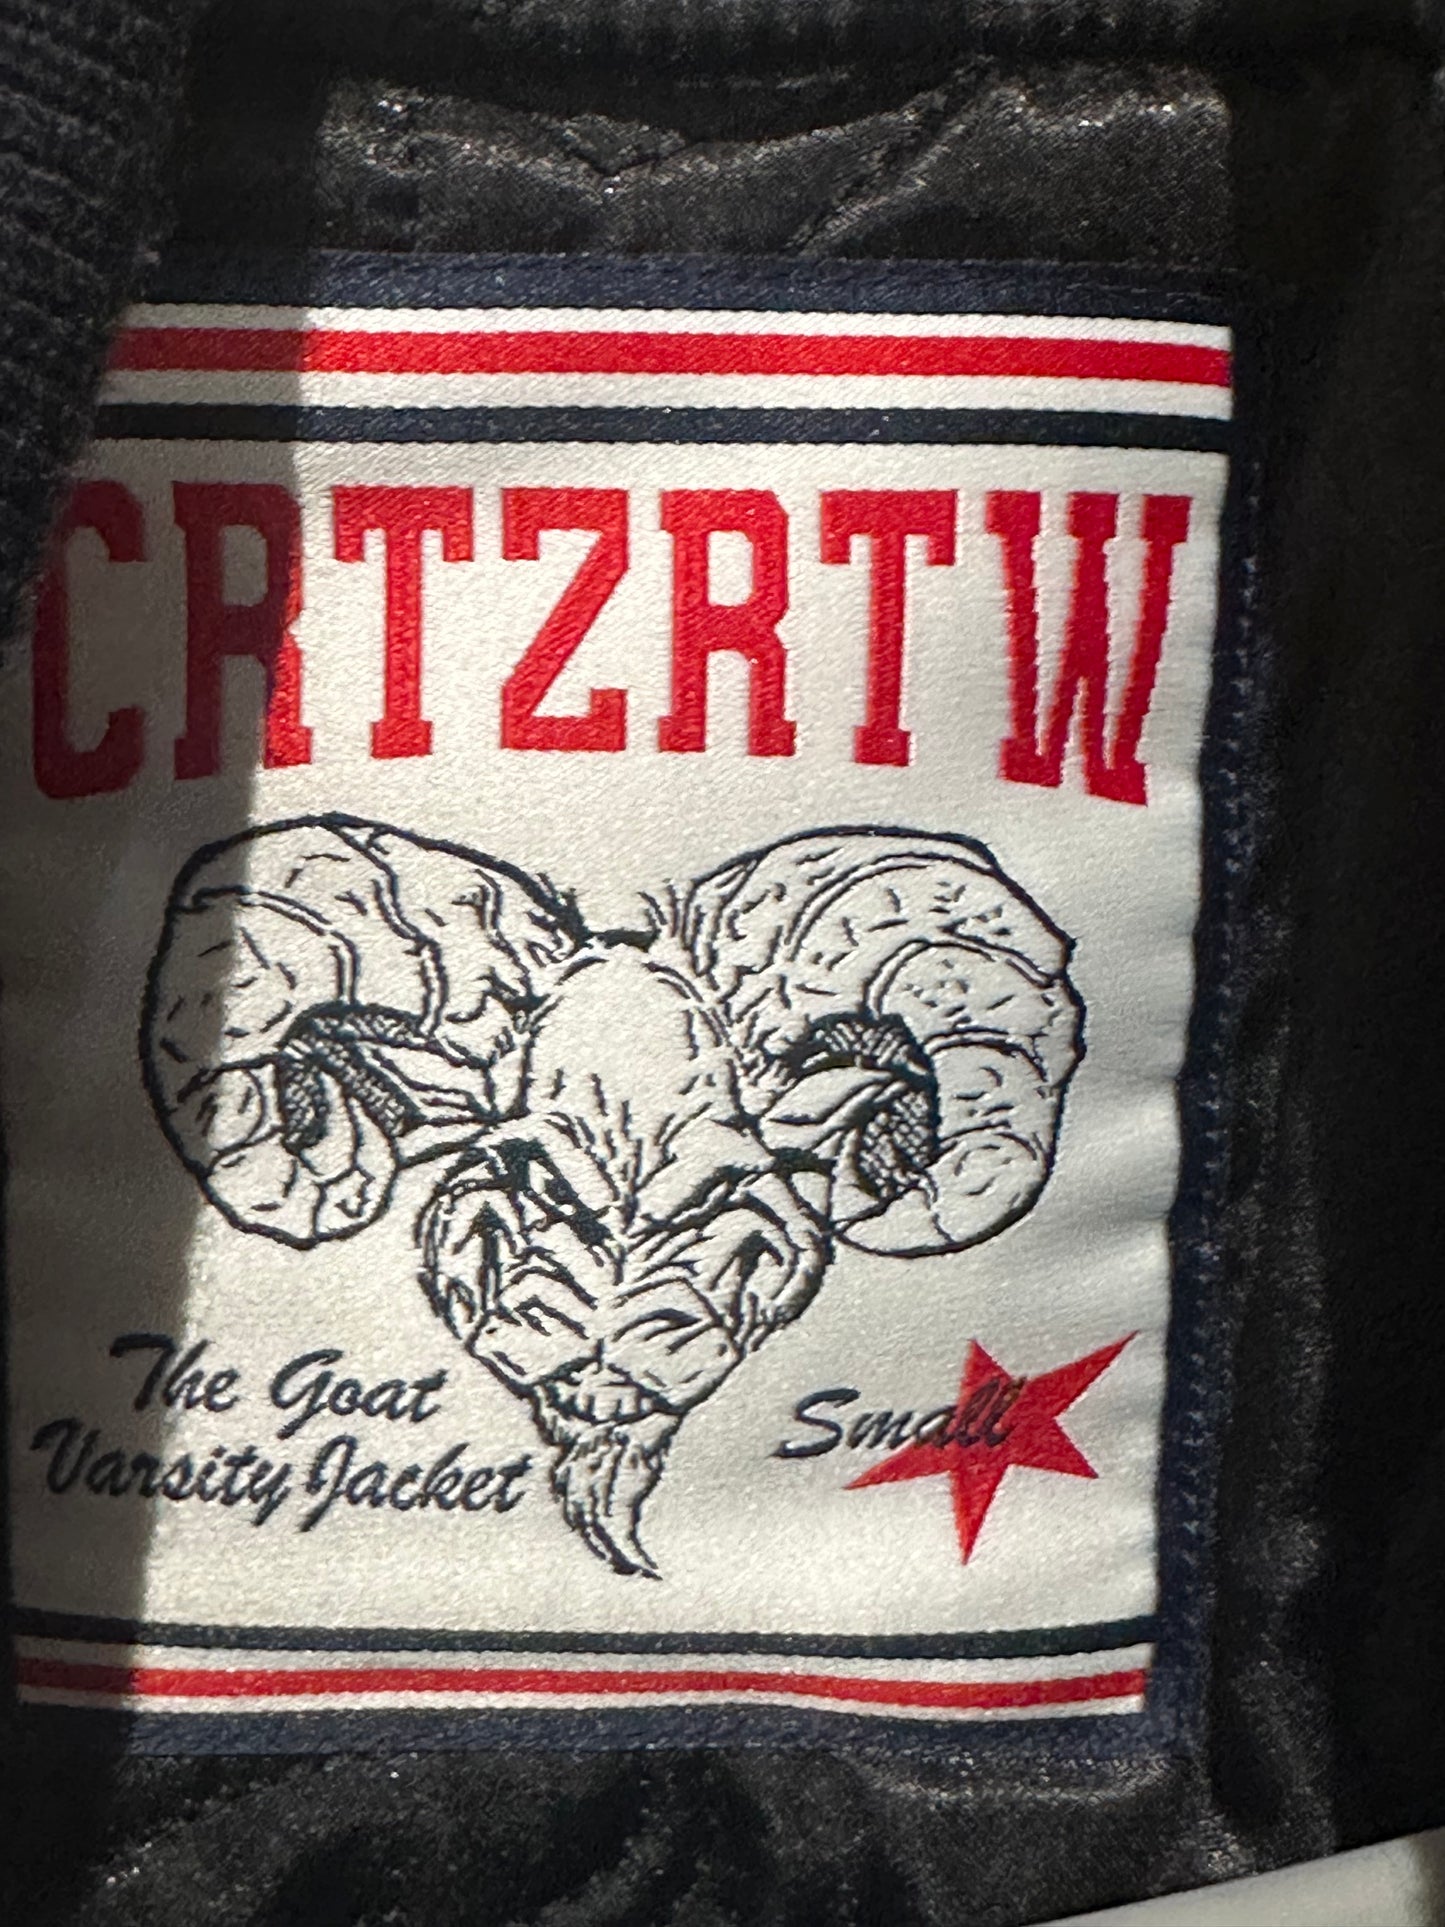 CRTZRTW
The Goat
Varsity Jacket
Small